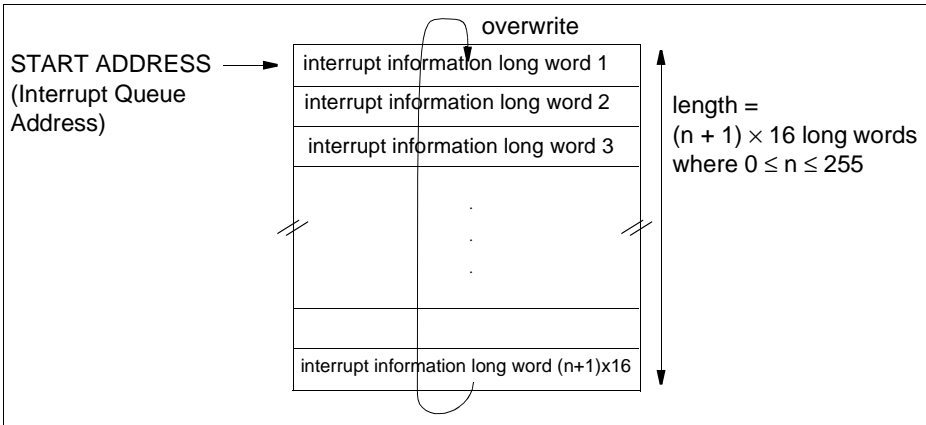 overwrite
START ADDRESS
(Interrupt Queue
Address)
interrupt information long word 1
interrupt information long word 2
interrupt information long word 3
.
.
.
interrupt information long word (n+1)x16
length =
(n + 1) × 16 long words
where 0 ≤ n ≤ 255